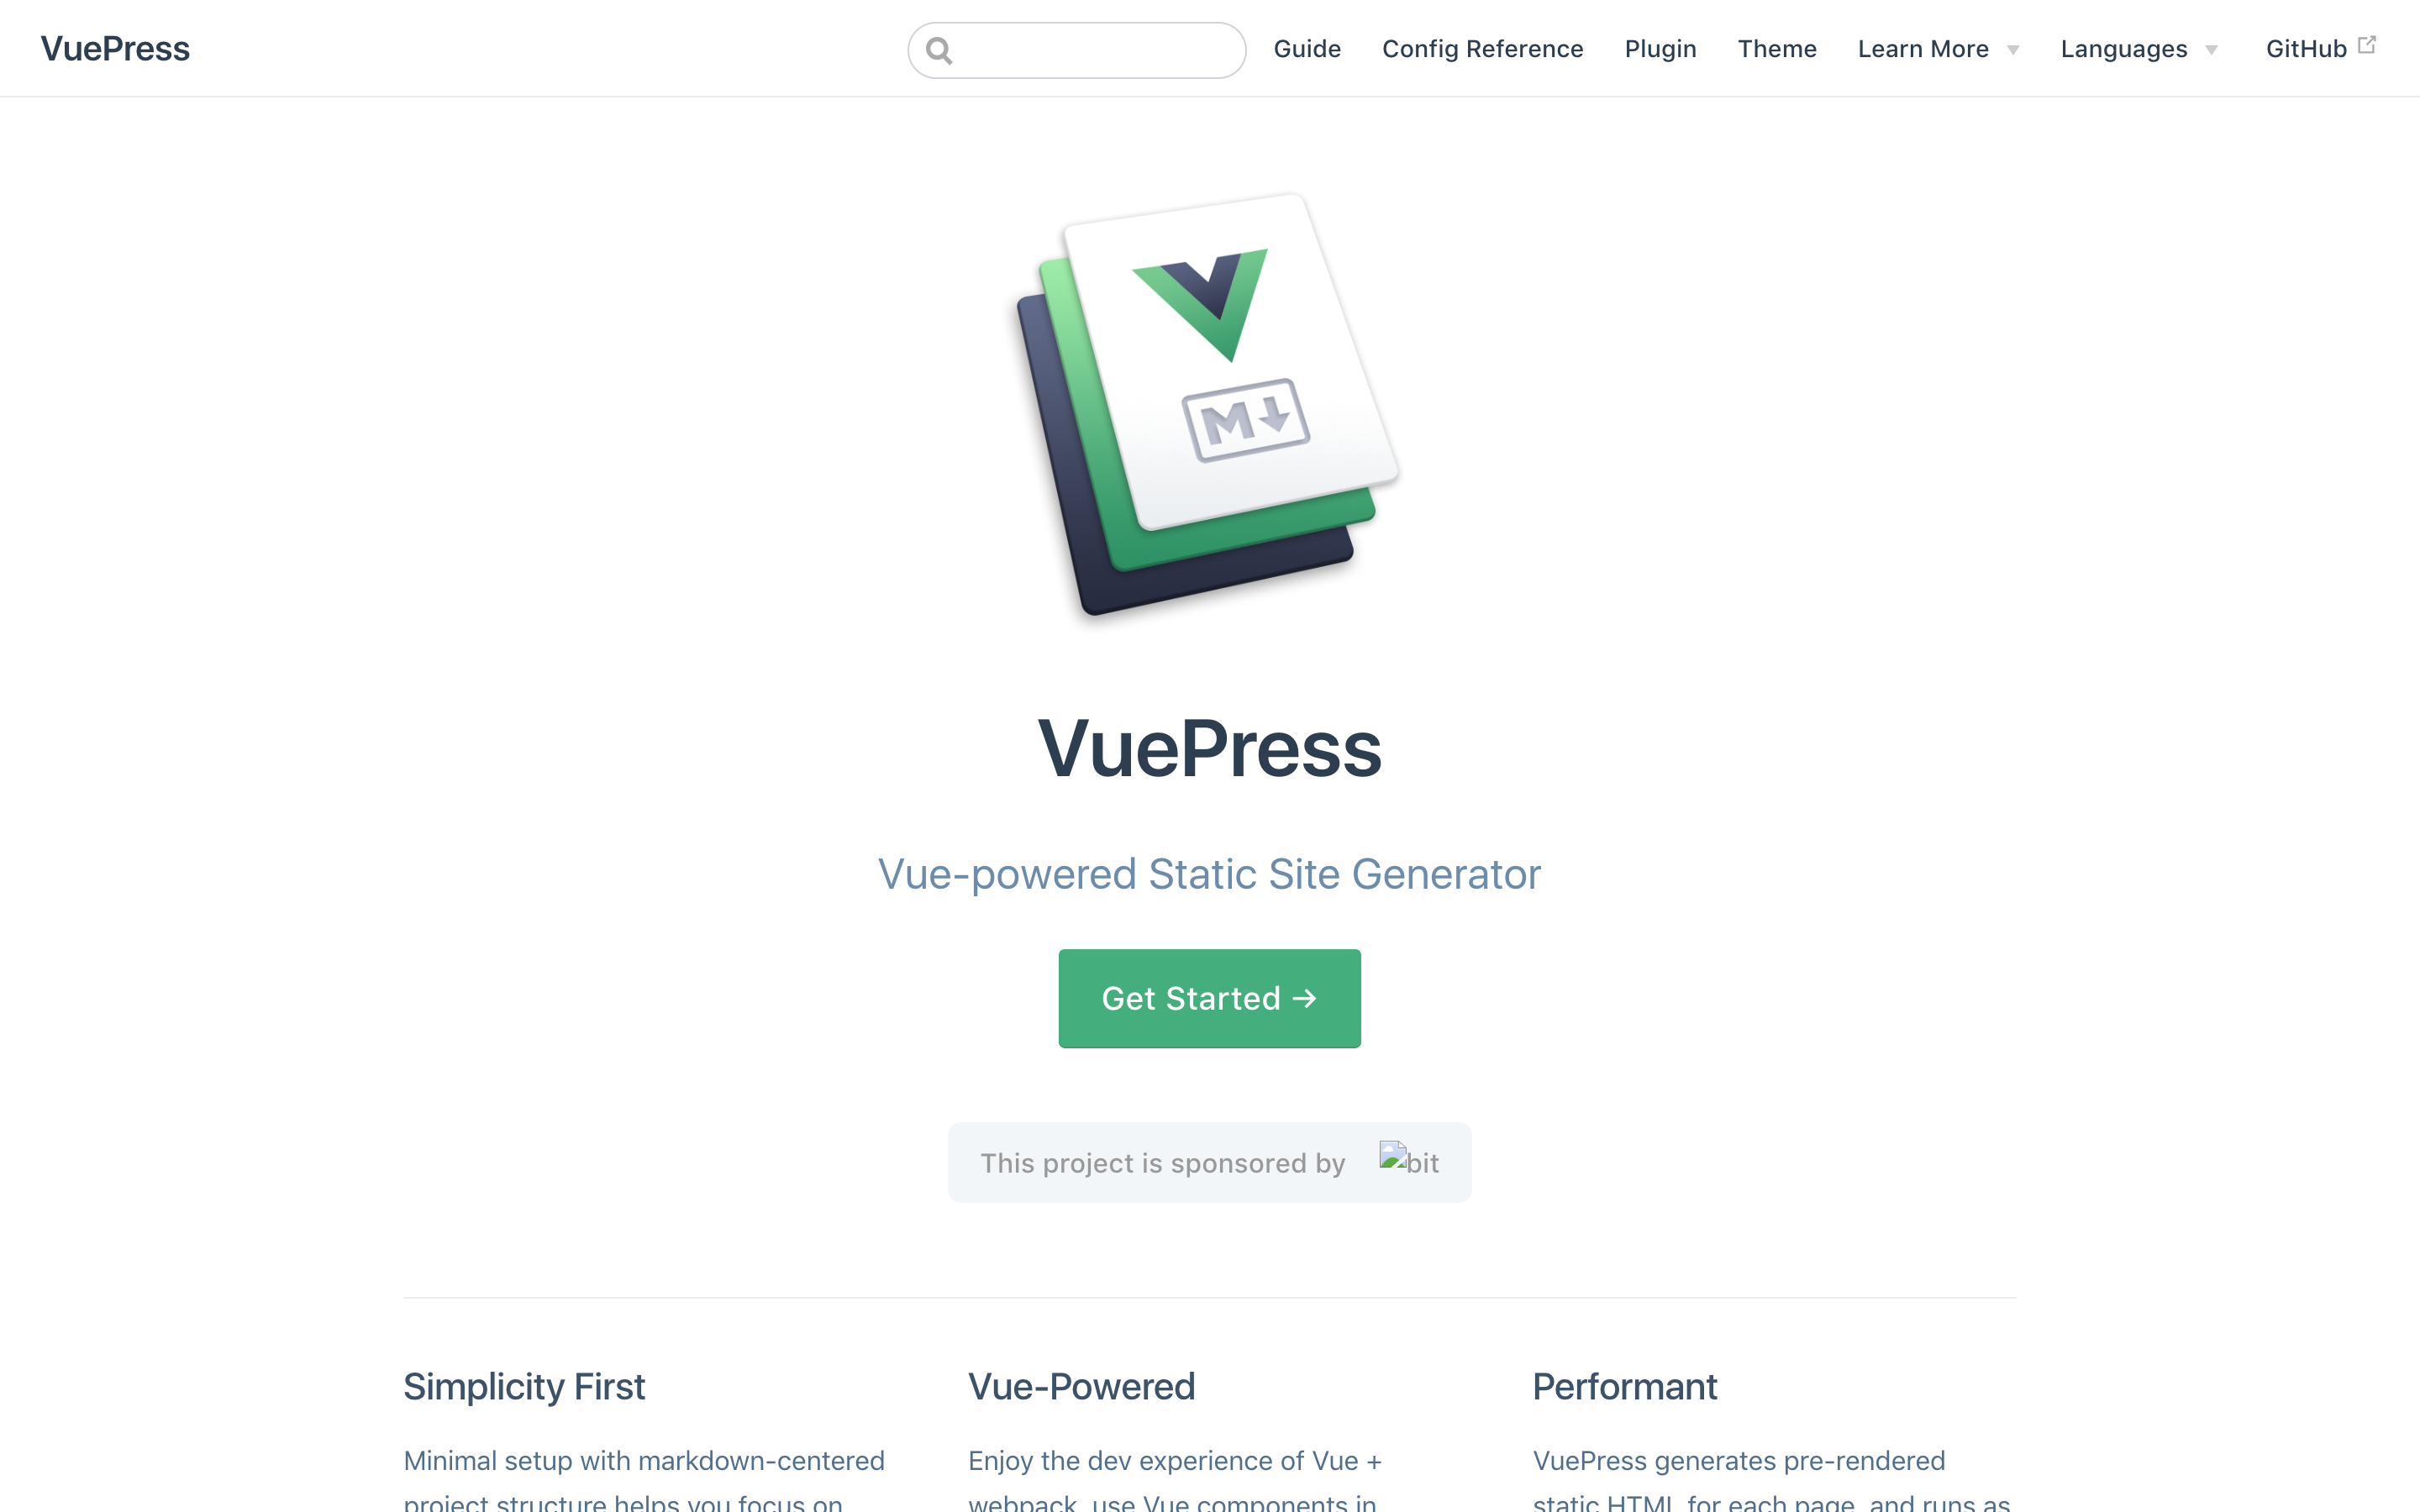 VuePress
Guide Config Reference Plugin Theme Learn More Languages GitHub
M
VuePress
Vue-powered Static Site Generator
Get Started →
This project is sponsored by bit
Simplicity First
Minimal setup with markdown-centered
project structure helps you focus on
Vue-Powered
Enjoy the dev experience of Vue +
webpack, use Vue components in
Performant
VuePress generates pre-rendered
static HTML for each page, and runs as